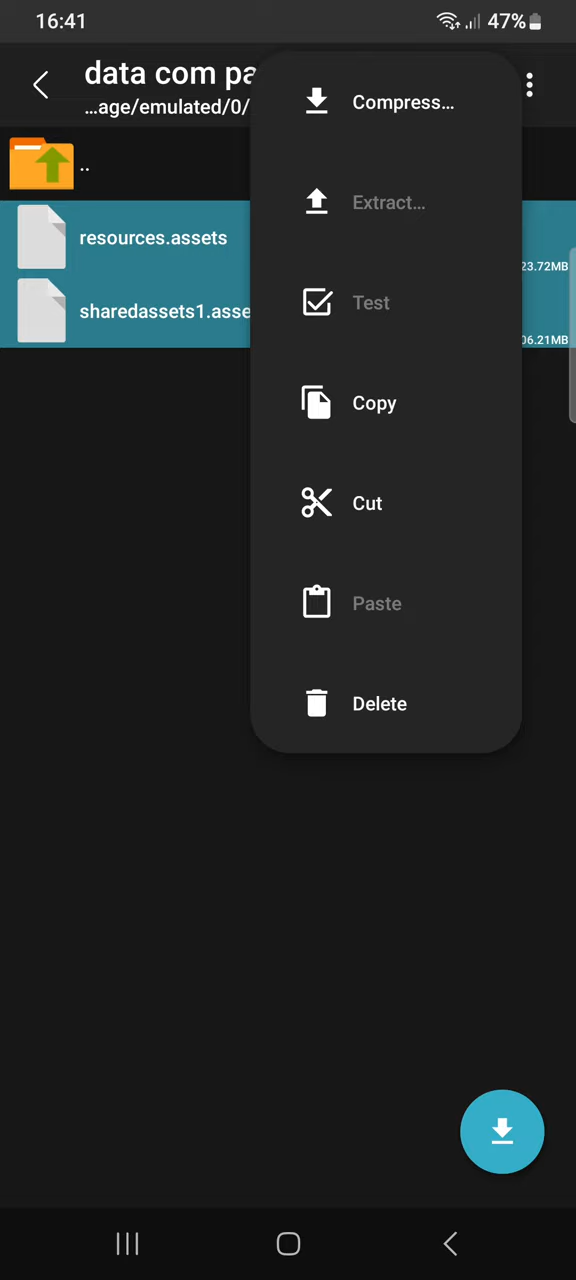 16:41
47%
data com pa
...age/emulated/0/
..
resources.assets
23.72MB
sharedassets1.asse
06.21MB
Compress...
Extract...
Test
Copy
Cut
Paste
Delete